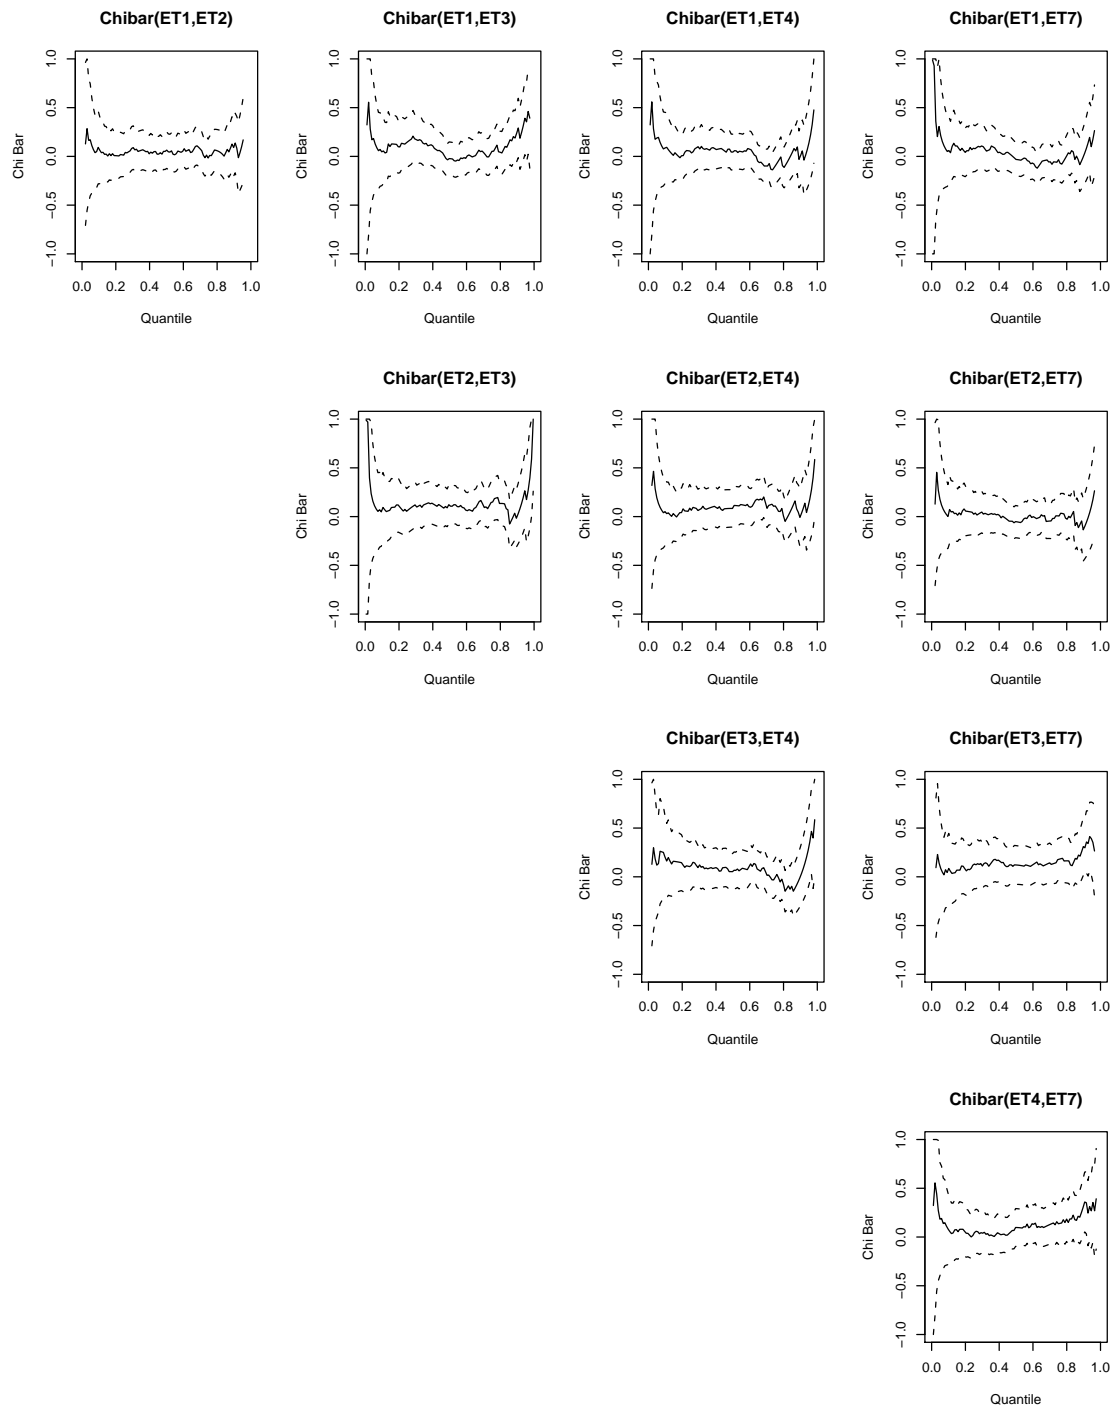 Chibar(ET1,ET2)
Chi Bar
1.0
0.5
0.0
−0.5
−1.0
0.0 0.2 0.4 0.6 0.8 1.0
Quantile
Chibar(ET1,ET3)
Chi Bar
1.0
0.5
0.0
−0.5
−1.0
0.0 0.2 0.4 0.6 0.8 1.0
Quantile
Chibar(ET1,ET4)
Chi Bar
1.0
0.5
0.0
−0.5
−1.0
0.0 0.2 0.4 0.6 0.8 1.0
Quantile
Chibar(ET1,ET7)
Chi Bar
1.0
0.5
0.0
−0.5
−1.0
0.0 0.2 0.4 0.6 0.8 1.0
Quantile
Chibar(ET2,ET3)
Chi Bar
1.0
0.5
0.0
−0.5
−1.0
0.0 0.2 0.4 0.6 0.8 1.0
Quantile
Chibar(ET2,ET4)
Chi Bar
1.0
0.5
0.0
−0.5
−1.0
0.0 0.2 0.4 0.6 0.8 1.0
Quantile
Chibar(ET2,ET7)
Chi Bar
1.0
0.5
0.0
−0.5
−1.0
0.0 0.2 0.4 0.6 0.8 1.0
Quantile
Chibar(ET3,ET4)
Chi Bar
1.0
0.5
0.0
−0.5
−1.0
0.0 0.2 0.4 0.6 0.8 1.0
Quantile
Chibar(ET3,ET7)
Chi Bar
1.0
0.5
0.0
−0.5
−1.0
0.0 0.2 0.4 0.6 0.8 1.0
Quantile
Chibar(ET4,ET7)
Chi Bar
1.0
0.5
0.0
−0.5
−1.0
0.0 0.2 0.4 0.6 0.8 1.0
Quantile